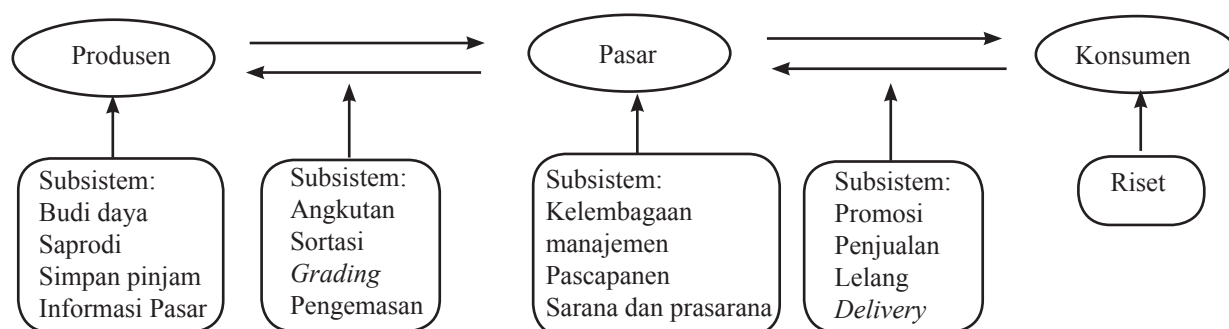 Produsen
Pasar
Konsumen
Subsistem:
Budi daya
Saprodi
Simpan pinjam
Informasi Pasar
Subsistem:
Angkutan
Sortasi
Grading
Pengemasan
Subsistem:
Kelembagaan
manajemen
Pascapanen
Sarana dan prasarana
Subsistem:
Promosi
Penjualan
Lelang
Delivery
Riset